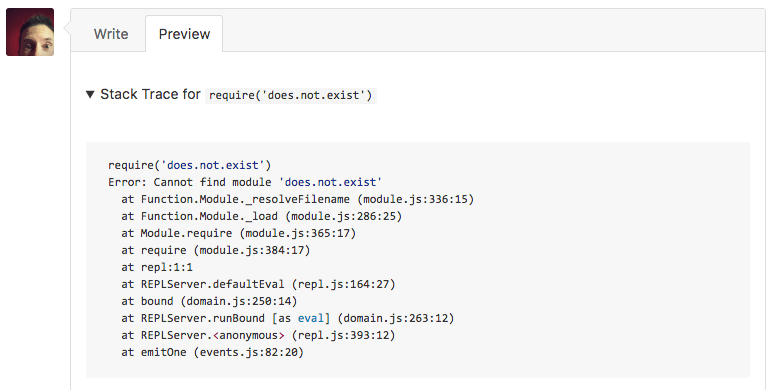 Write Preview
▼ Stack Trace for require('does.not.exist')
require('does.not.exist')
Error: Cannot find module 'does.not.exist'
at Function.Module._resolveFilename (module.js:336:15)
at Function.Module._load (module.js:286:25)
at Module.require (module.js:365:17)
at require (module.js:384:17)
at repl:1:1
at REPLServer.defaultEval (repl.js:164:27)
at bound (domain.js:250:14)
at REPLServer.runBound [as eval] (domain.js:263:12)
at REPLServer.<anonymous> (repl.js:393:12)
at emitOne (events.js:82:20)